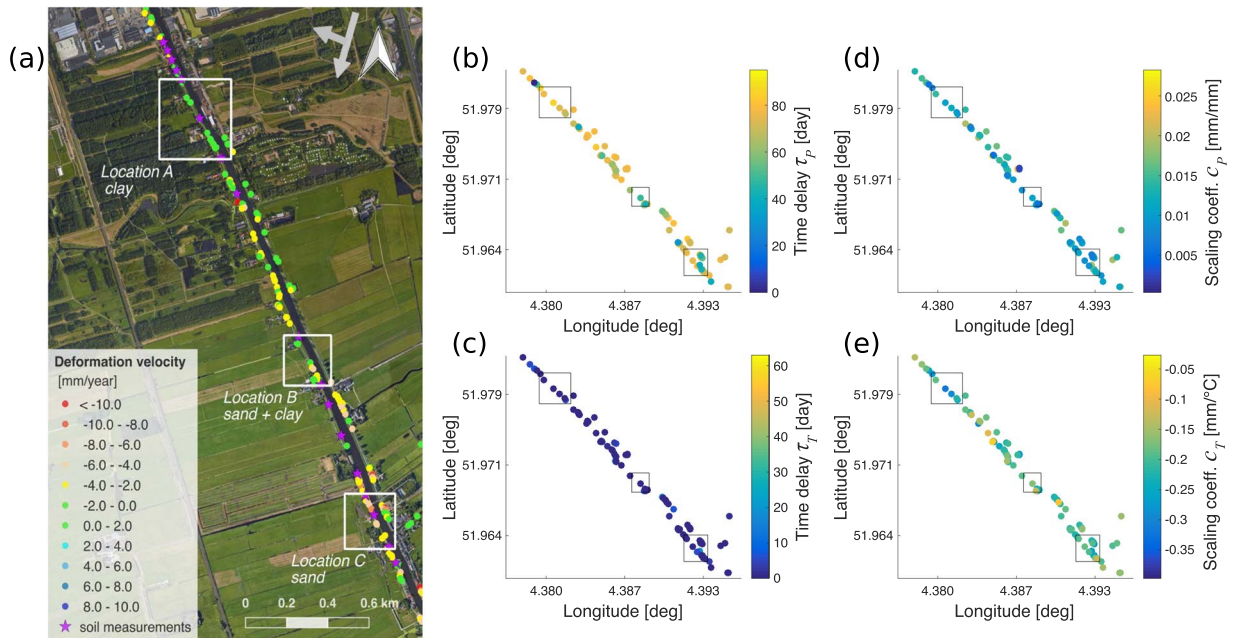 (a)
Location A
clay
Location B
sand + clay
Location C
sand
Deformation velocity
[mm/year]
< -10.0
-10.0 - -8.0
-8.0 - -6.0
-6.0 - -4.0
-4.0 - -2.0
-2.0 - 0.0
0.0 - 2.0
2.0 - 4.0
4.0 - 6.0
6.0 - 8.0
8.0 - 10.0
soil measurements
0 0.2 0.4 0.6 km
(b)
51.979
51.971
51.964
Latitude [deg]
4.380 4.387 4.393
Longitude [deg]
80
60
40
20
0
Time delay τP [day]
(d)
51.979
51.971
51.964
Latitude [deg]
4.380 4.387 4.393
Longitude [deg]
0.025
0.02
0.015
0.01
0.005
Scaling coeff. CP [mm/mm]
(c)
51.979
51.971
51.964
Latitude [deg]
4.380 4.387 4.393
Longitude [deg]
60
50
40
30
20
10
0
Time delay τT [day]
(e)
51.979
51.971
51.964
Latitude [deg]
4.380 4.387 4.393
Longitude [deg]
-0.05
-0.1
-0.15
-0.2
-0.25
-0.3
-0.35
Scaling coeff. CT [mm/°C]